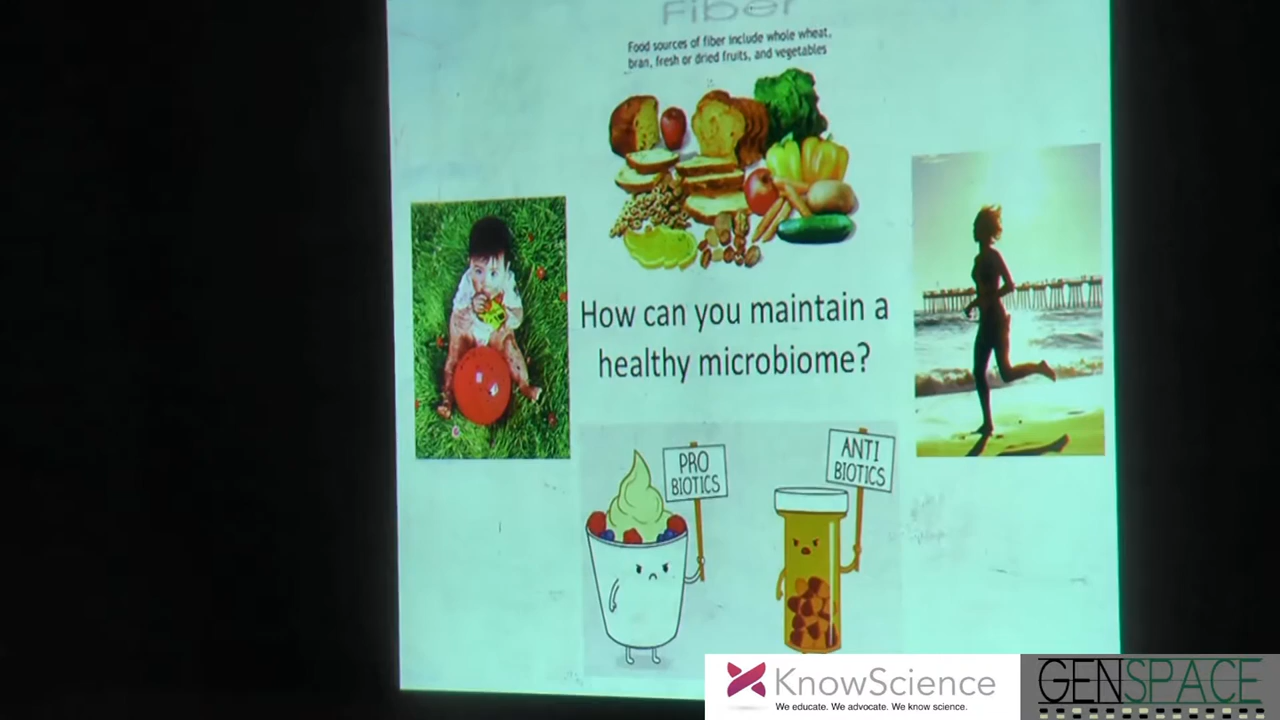 Fiber
Food sources of fiber include whole wheat,
bran, fresh or dried fruits, and vegetables
How can you maintain a
healthy microbiome?
PRO
BIOTICS
ANTI
BIOTICS
KnowScience
We educate. We advocate. We know science.
GENSPACE